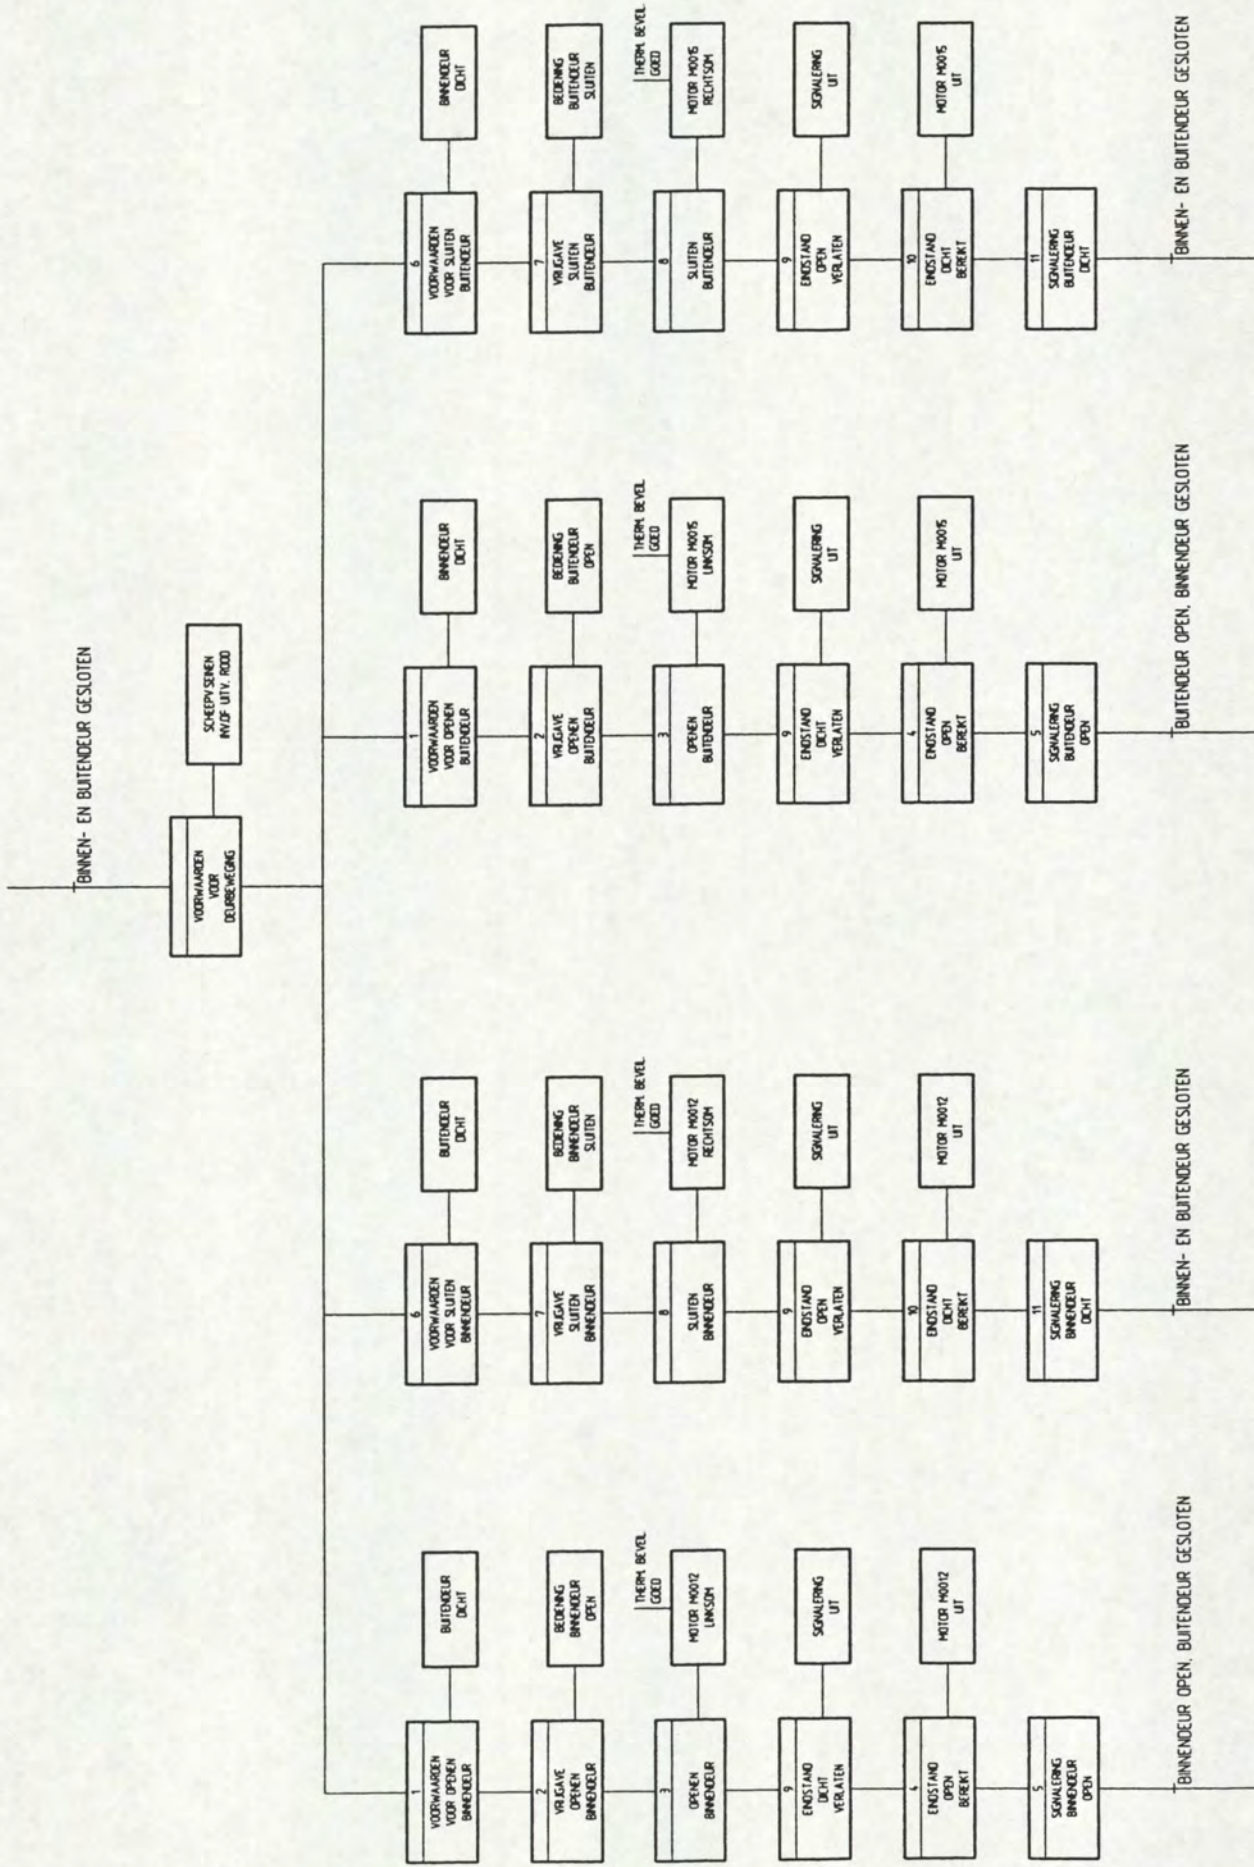 BINNEN- EN BUITENDEUR GESLOTEN
VOORWAARDEN
VOOR
DEURBEWEGING
SCHEEPV.SEINEN
INV/OF UITV. ROOD
1
VOORWAARDEN
VOOR OPENEN
BINNENDEUR
BUITENDEUR
DICHT
2
VRIJGAVE
OPENEN
BINNENDEUR
BEDIENING
BINNENDEUR
OPEN
3
OPENEN
BINNENDEUR
THERM. BEVEIL.
GOED
MOTOR M0012
LINKSOM
9
EINDSTAND
DICHT
VERLATEN
SIGNALERING
UIT
4
EINDSTAND
OPEN
BEREIKT
MOTOR M0012
UIT
5
SIGNALERING
BINNENDEUR
OPEN
BINNENDEUR OPEN, BUITENDEUR GESLOTEN
6
VOORWAARDEN
VOOR SLUITEN
BINNENDEUR
BUITENDEUR
DICHT
7
VRIJGAVE
SLUITEN
BINNENDEUR
BEDIENING
BINNENDEUR
SLUITEN
8
SLUITEN
BINNENDEUR
THERM. BEVEIL.
GOED
MOTOR M0012
RECHTSOM
9
EINDSTAND
OPEN
VERLATEN
SIGNALERING
UIT
10
EINDSTAND
DICHT
BEREIKT
MOTOR M0012
UIT
11
SIGNALERING
BINNENDEUR
DICHT
BINNEN- EN BUITENDEUR GESLOTEN
1
VOORWAARDEN
VOOR OPENEN
BUITENDEUR
BINNENDEUR
DICHT
2
VRIJGAVE
OPENEN
BUITENDEUR
BEDIENING
BUITENDEUR
OPEN
3
OPENEN
BUITENDEUR
THERM. BEVEIL.
GOED
MOTOR M0015
LINKSOM
9
EINDSTAND
DICHT
VERLATEN
SIGNALERING
UIT
4
EINDSTAND
OPEN
BEREIKT
MOTOR M0015
UIT
5
SIGNALERING
BUITENDEUR
OPEN
BUITENDEUR OPEN, BINNENDEUR GESLOTEN
6
VOORWAARDEN
VOOR SLUITEN
BUITENDEUR
BINNENDEUR
DICHT
7
VRIJGAVE
SLUITEN
BUITENDEUR
BEDIENING
BUITENDEUR
SLUITEN
8
SLUITEN
BUITENDEUR
THERM. BEVEIL.
GOED
MOTOR M0015
RECHTSOM
9
EINDSTAND
OPEN
VERLATEN
SIGNALERING
UIT
10
EINDSTAND
DICHT
BEREIKT
MOTOR M0015
UIT
11
SIGNALERING
BUITENDEUR
DICHT
BINNEN- EN BUITENDEUR GESLOTEN